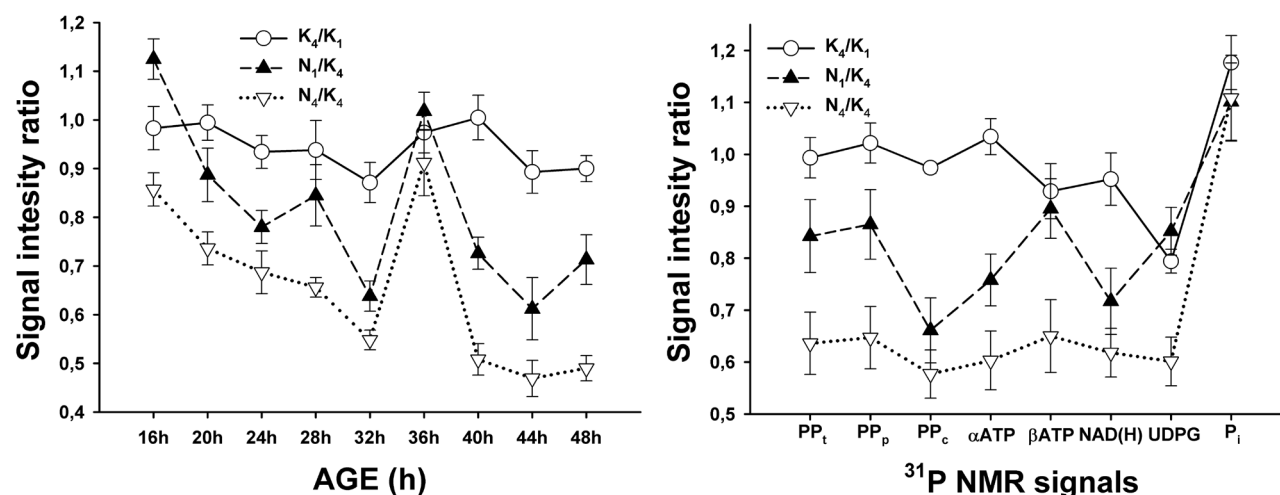 Signal intesity ratio
1,2
1,1
1,0
0,9
0,8
0,7
0,6
0,5
0,4
K4/K1
N1/K4
N4/K4
16h 20h 24h 28h 32h 36h 40h 44h 48h
AGE (h)
Signal intesity ratio
1,2
1,1
1,0
0,9
0,8
0,7
0,6
0,5
K4/K1
N1/K4
N4/K4
PPt PPp PPc αATP βATP NAD(H) UDPG Pi
31P NMR signals